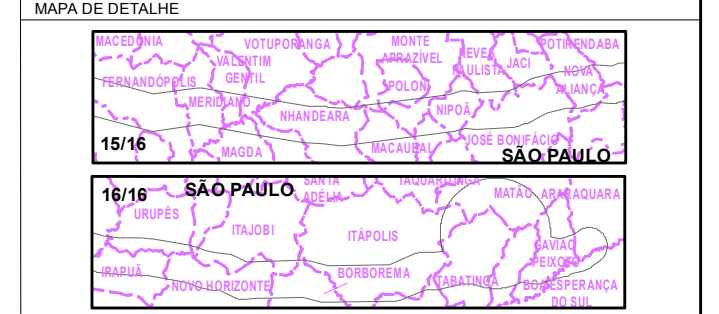 MAPA DE DETALHE
MACEDÔNIA
VOTUPORANGA
MONTE APRAZÍVEL
NEVES PAULISTA
JACI
POTIRENDABA
VALENTIM GENTIL
FERNANDÓPOLIS
POLONI
NOVA ALIANÇA
MERIDIANO
NHANDEARA
NIPOÃ
15/16
MAGDA
MACAUBAL
JOSÉ BONIFÁCIO
SÃO PAULO
16/16
SÃO PAULO
SANTA ADÉLIA
TAQUARITINGA
MATÃO
ARARAQUARA
URUPÊS
ITAJOBI
ITÁPOLIS
GAVIÃO PEIXOTO
IRAPUÃ
NOVO HORIZONTE
BORBOREMA
TABATINGA
BOA ESPERANÇA DO SUL